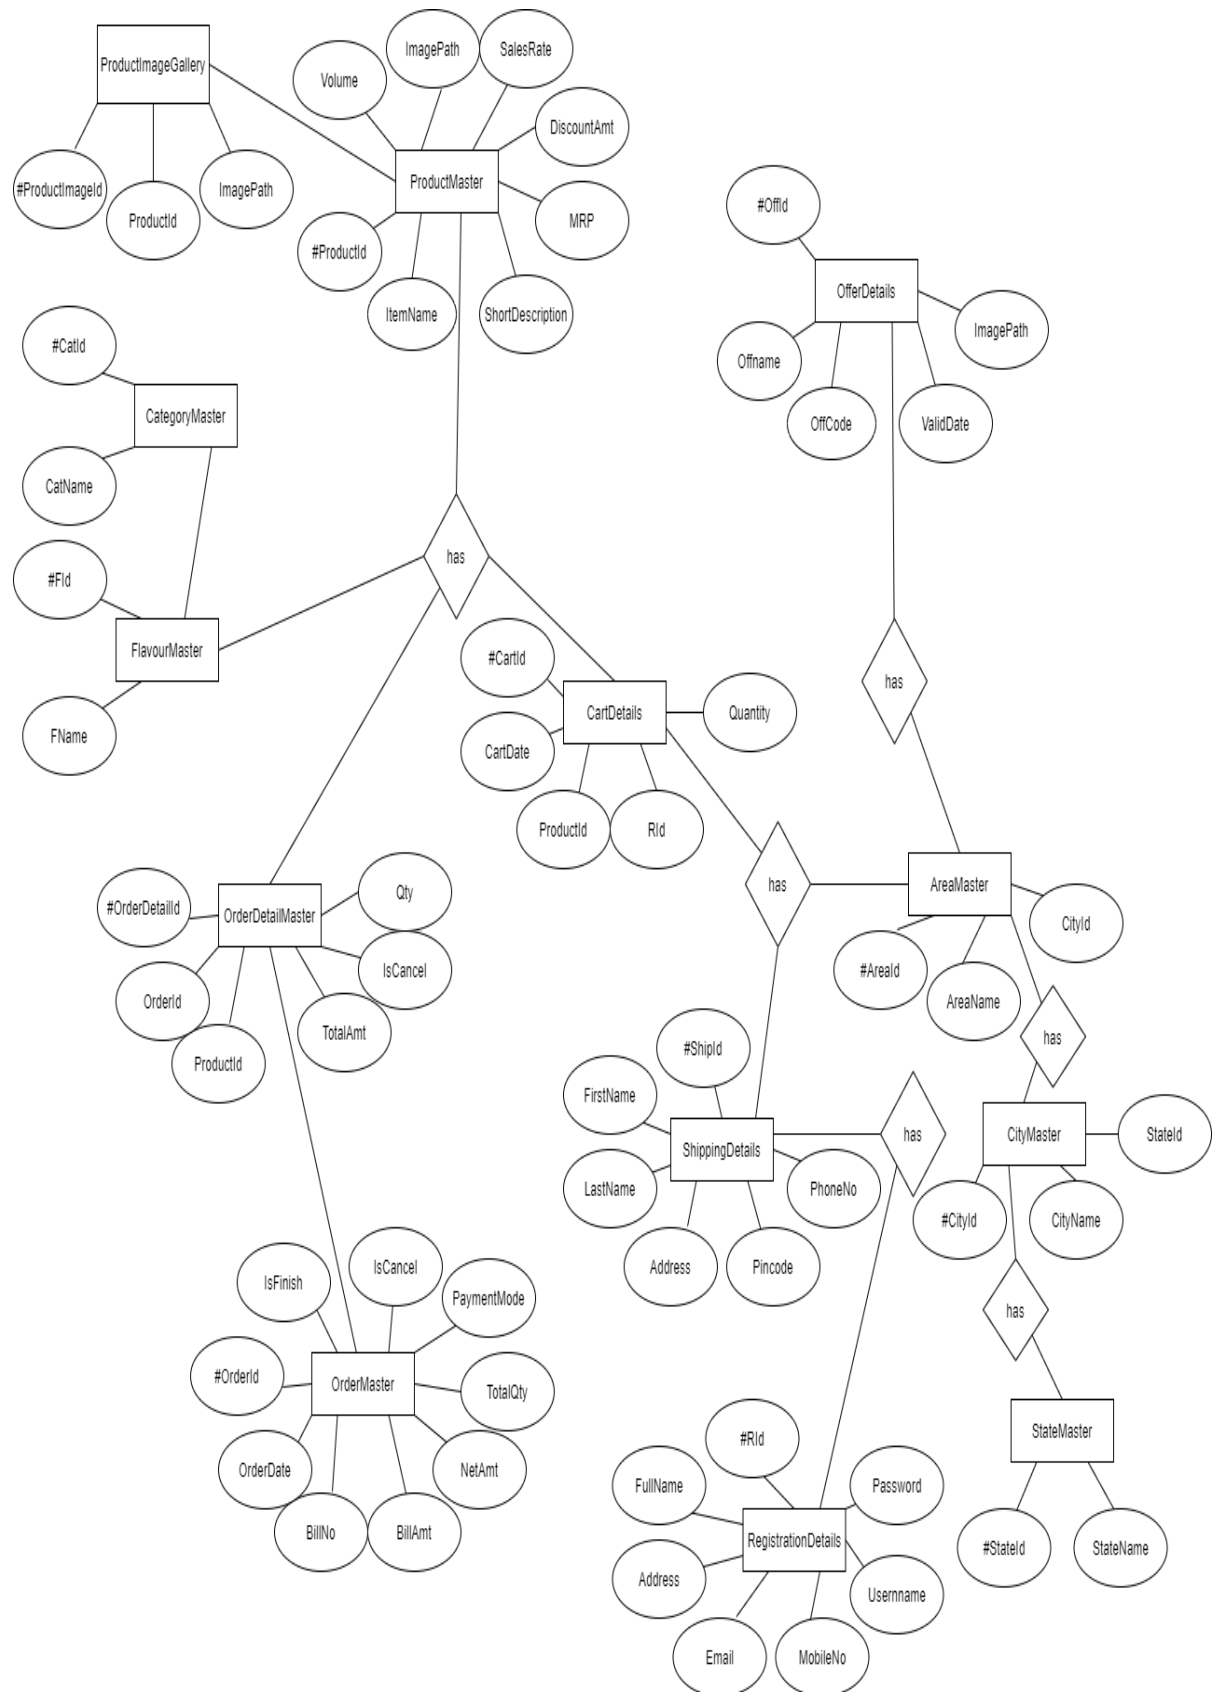 ImagePath
SalesRate
ProductImageGallery
Volume
DiscountAmt
ProductMaster
#ProductImageId
ImagePath
ProductId
MRP
#OffId
#ProductId
ItemName
ShortDescription
OfferDetails
ImagePath
#CatId
Offname
CategoryMaster
OffCode
ValidDate
CatName
has
#FId
FlavourMaster
#CartId
has
CartDetails
Quantity
FName
CartDate
ProductId
RId
has
AreaMaster
Qty
#OrderDetailId
OrderDetailMaster
CityId
IsCancel
#AreaId
AreaName
OrderId
TotalAmt
ProductId
has
#ShipId
FirstName
has
CityMaster
StateId
ShippingDetails
LastName
PhoneNo
#CityId
CityName
Address
Pincode
IsCancel
IsFinish
PaymentMode
has
#OrderId
OrderMaster
TotalQty
StateMaster
#RId
OrderDate
NetAmt
FullName
Password
BillNo
BillAmt
RegistrationDetails
#StateId
StateName
Address
Usernname
Email
MobileNo